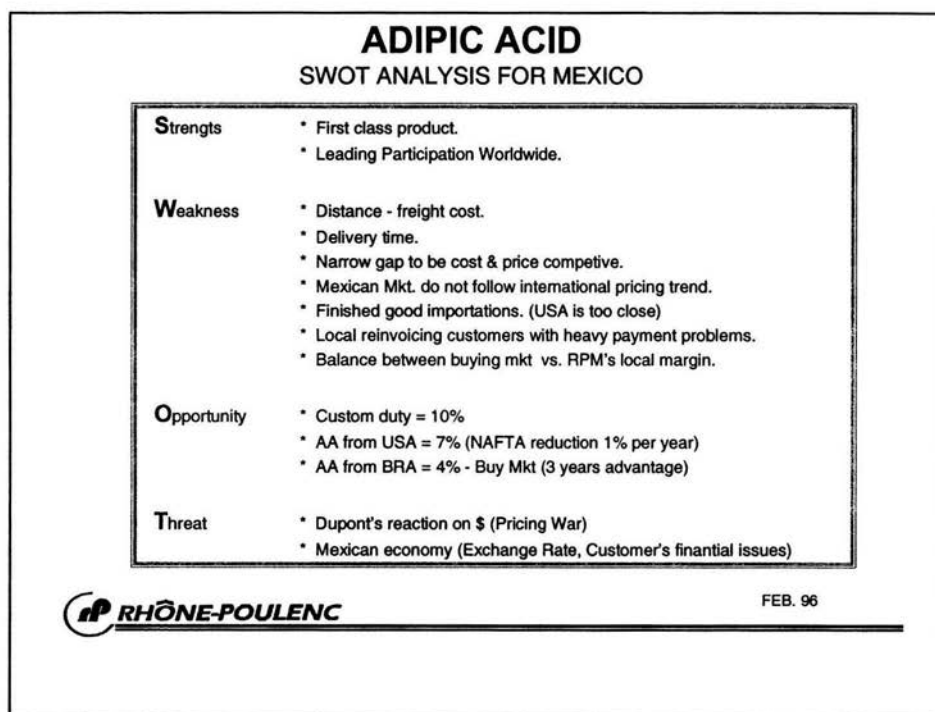 ADIPIC ACID
SWOT ANALYSIS FOR MEXICO
Strengts * First class product.
* Leading Participation Worldwide.
Weakness * Distance - freight cost.
* Delivery time.
* Narrow gap to be cost & price competive.
* Mexican Mkt. do not follow international pricing trend.
* Finished good importations. (USA is too close)
* Local reinvoicing customers with heavy payment problems.
* Balance between buying mkt vs. RPM's local margin.
Opportunity * Custom duty = 10%
* AA from USA = 7% (NAFTA reduction 1% per year)
* AA from BRA = 4% - Buy Mkt (3 years advantage)
Threat * Dupont's reaction on $ (Pricing War)
* Mexican economy (Exchange Rate, Customer's finantial issues)
FEB. 96
rP RHÔNE-POULENC